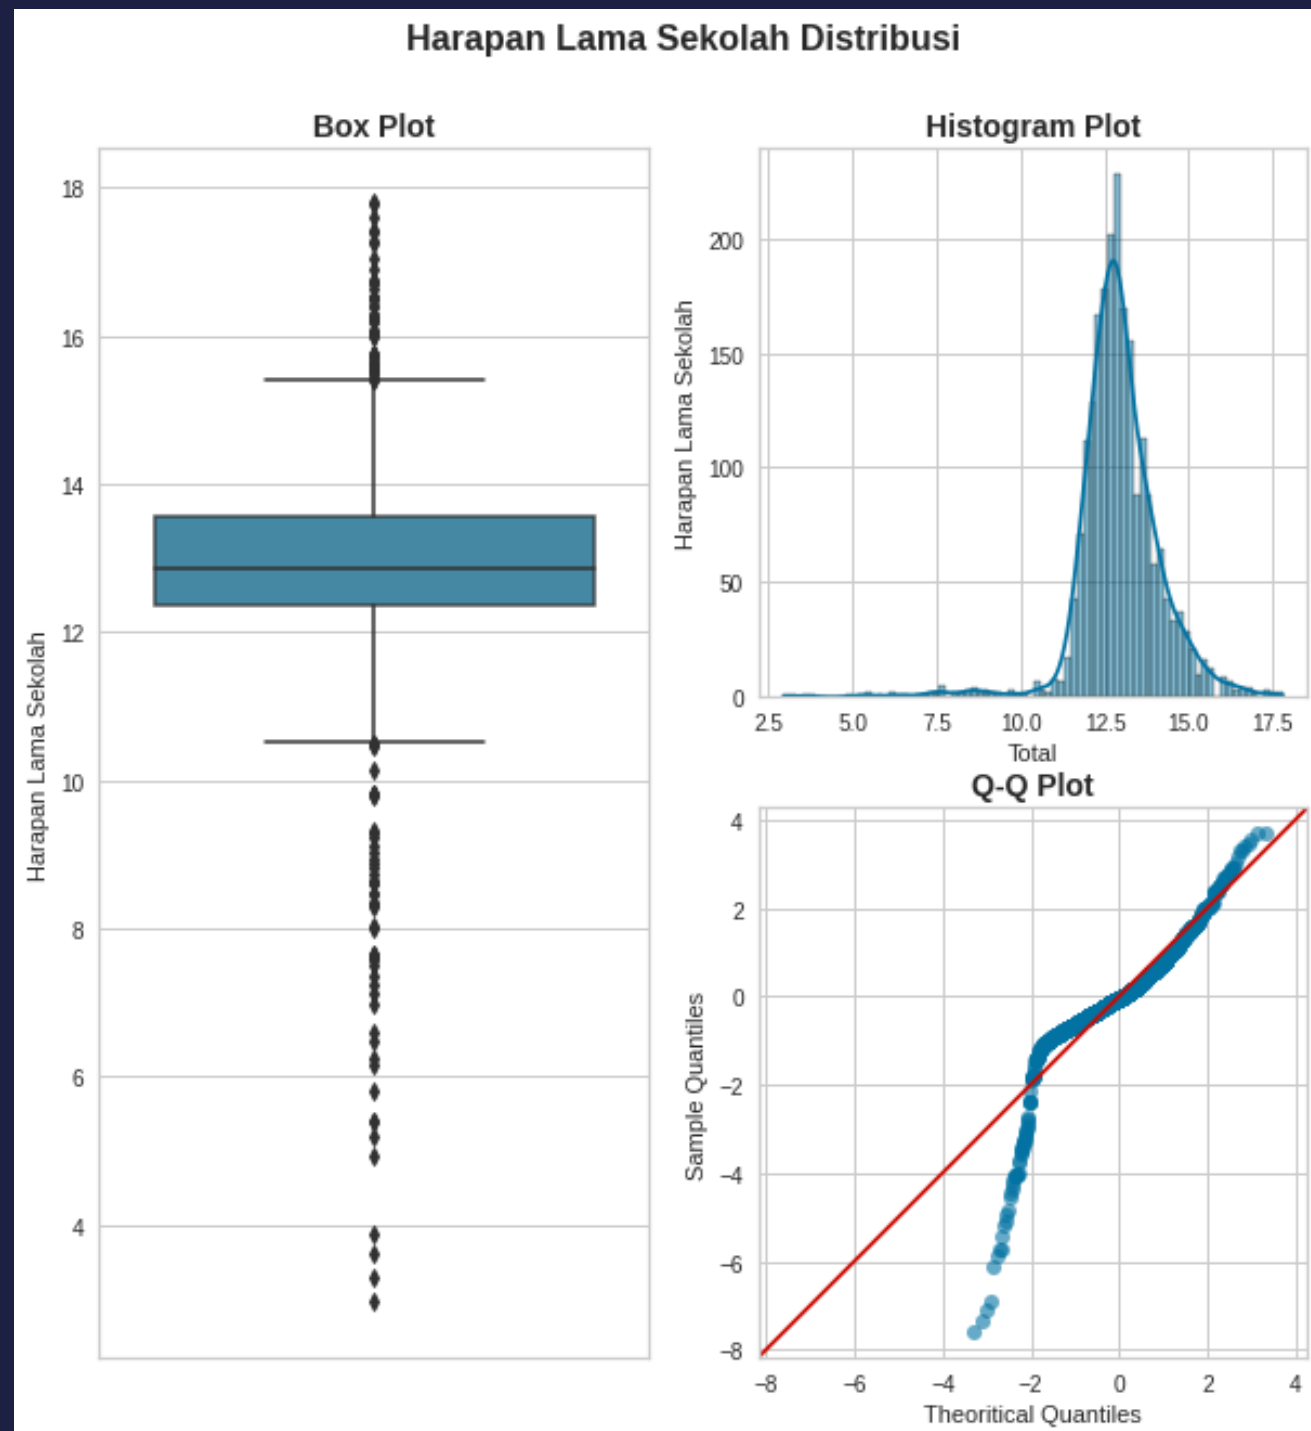 Harapan Lama Sekolah Distribusi
Box Plot
18
16
14
12
10
8
6
4
Harapan Lama Sekolah
Histogram Plot
200
150
100
50
0
Harapan Lama Sekolah
2.5 5.0 7.5 10.0 12.5 15.0 17.5
Total
Q-Q Plot
4
2
0
−2
−4
−6
−8
Sample Quantiles
−8 −6 −4 −2 0 2 4
Theoritical Quantiles